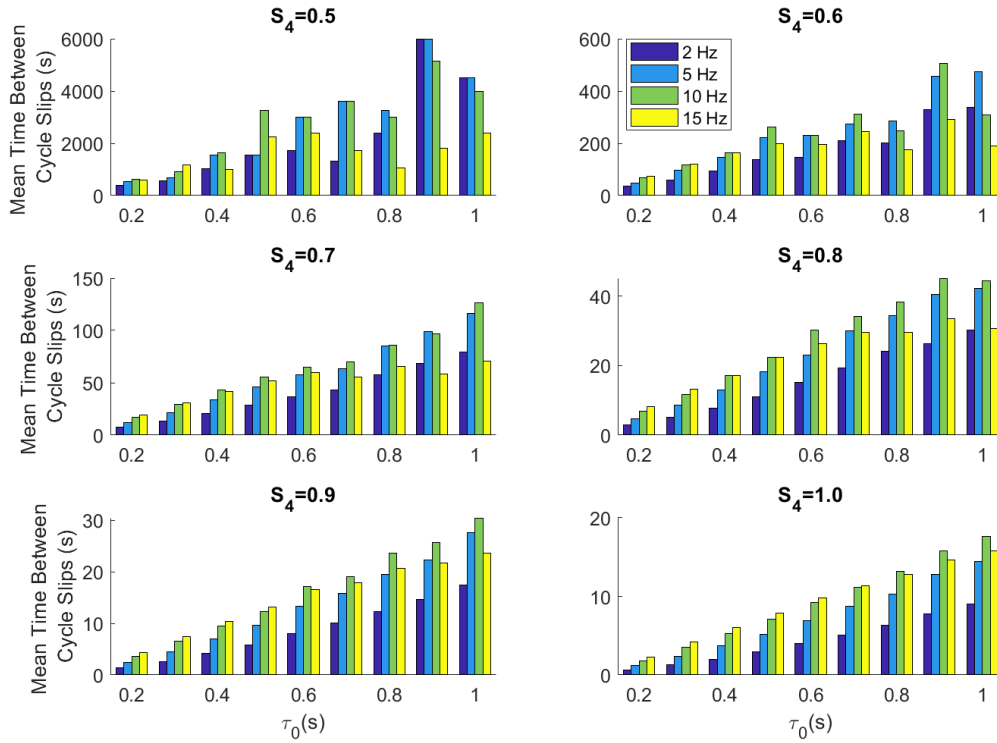 S4=0.5
Mean Time Between
Cycle Slips (s)
6000
4000
2000
0
0.2 0.4 0.6 0.8 1
S4=0.6
600
400
200
0
0.2 0.4 0.6 0.8 1
2 Hz
5 Hz
10 Hz
15 Hz
S4=0.7
Mean Time Between
Cycle Slips (s)
150
100
50
0
0.2 0.4 0.6 0.8 1
S4=0.8
40
20
0
0.2 0.4 0.6 0.8 1
S4=0.9
Mean Time Between
Cycle Slips (s)
30
20
10
0
0.2 0.4 0.6 0.8 1
τ0(s)
S4=1.0
20
10
0
0.2 0.4 0.6 0.8 1
τ0(s)